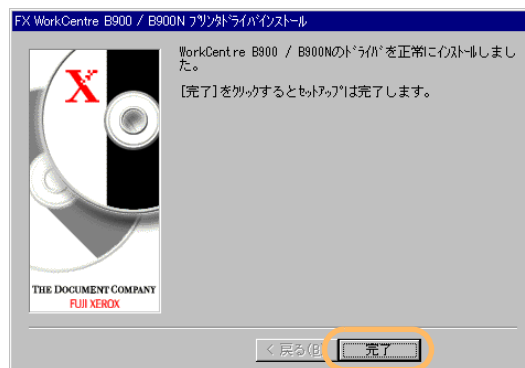 FX WorkCentre B900 / B900N ﾌﾟﾘﾝﾀﾄﾞﾗｲﾊﾞｲﾝｽﾄｰﾙ
WorkCentre B900 / B900Nのﾄﾞﾗｲﾊﾞを正常にｲﾝｽﾄｰﾙしまし
た。
[完了]をｸﾘｯｸするとｾｯﾄｱｯﾌﾟは完了します。
X
THE DOCUMENT COMPANY
FUJI XEROX
< 戻る(B)
完了